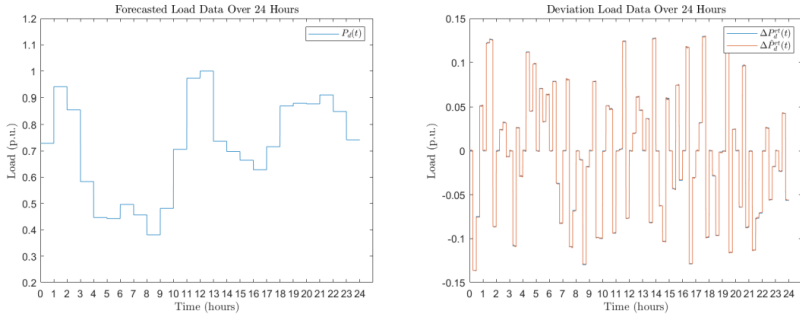 Forecasted Load Data Over 24 Hours
1.2
1.1
1
0.9
0.8
0.7
0.6
0.5
0.4
0.3
0.2
Load (p.u.)
P_d(t)
0 1 2 3 4 5 6 7 8 9 10 11 12 13 14 15 16 17 18 19 20 21 22 23 24
Time (hours)
Deviation Load Data Over 24 Hours
0.15
0.1
0.05
0
-0.05
-0.1
-0.15
Load (p.u.)
ΔP_d^{rt}(t)
ΔP̂_d^{rt}(t)
0 1 2 3 4 5 6 7 8 9 10 11 12 13 14 15 16 17 18 19 20 21 22 23 24
Time (hours)